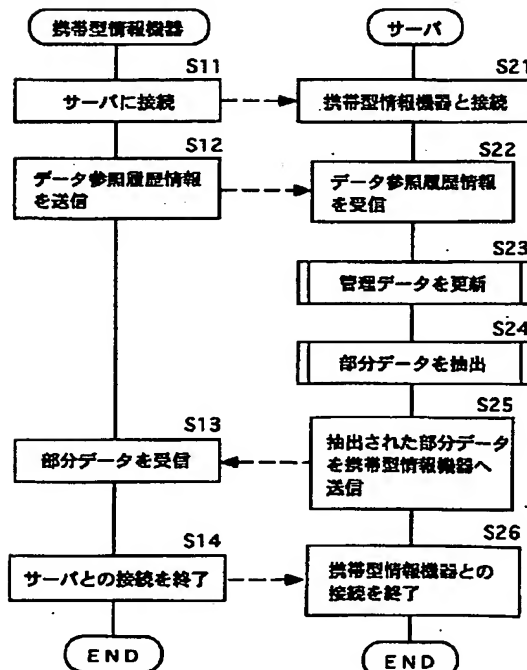 携帯型情報機器
サーバ
S11
サーバに接続
S21
携帯型情報機器と接続
S12
データ参照履歴情報
を送信
S22
データ参照履歴情報
を受信
S23
管理データを更新
S24
部分データを抽出
S25
抽出された部分データ
を携帯型情報機器へ
送信
S13
部分データを受信
S14
サーバとの接続を終了
S26
携帯型情報機器との
接続を終了
END
END